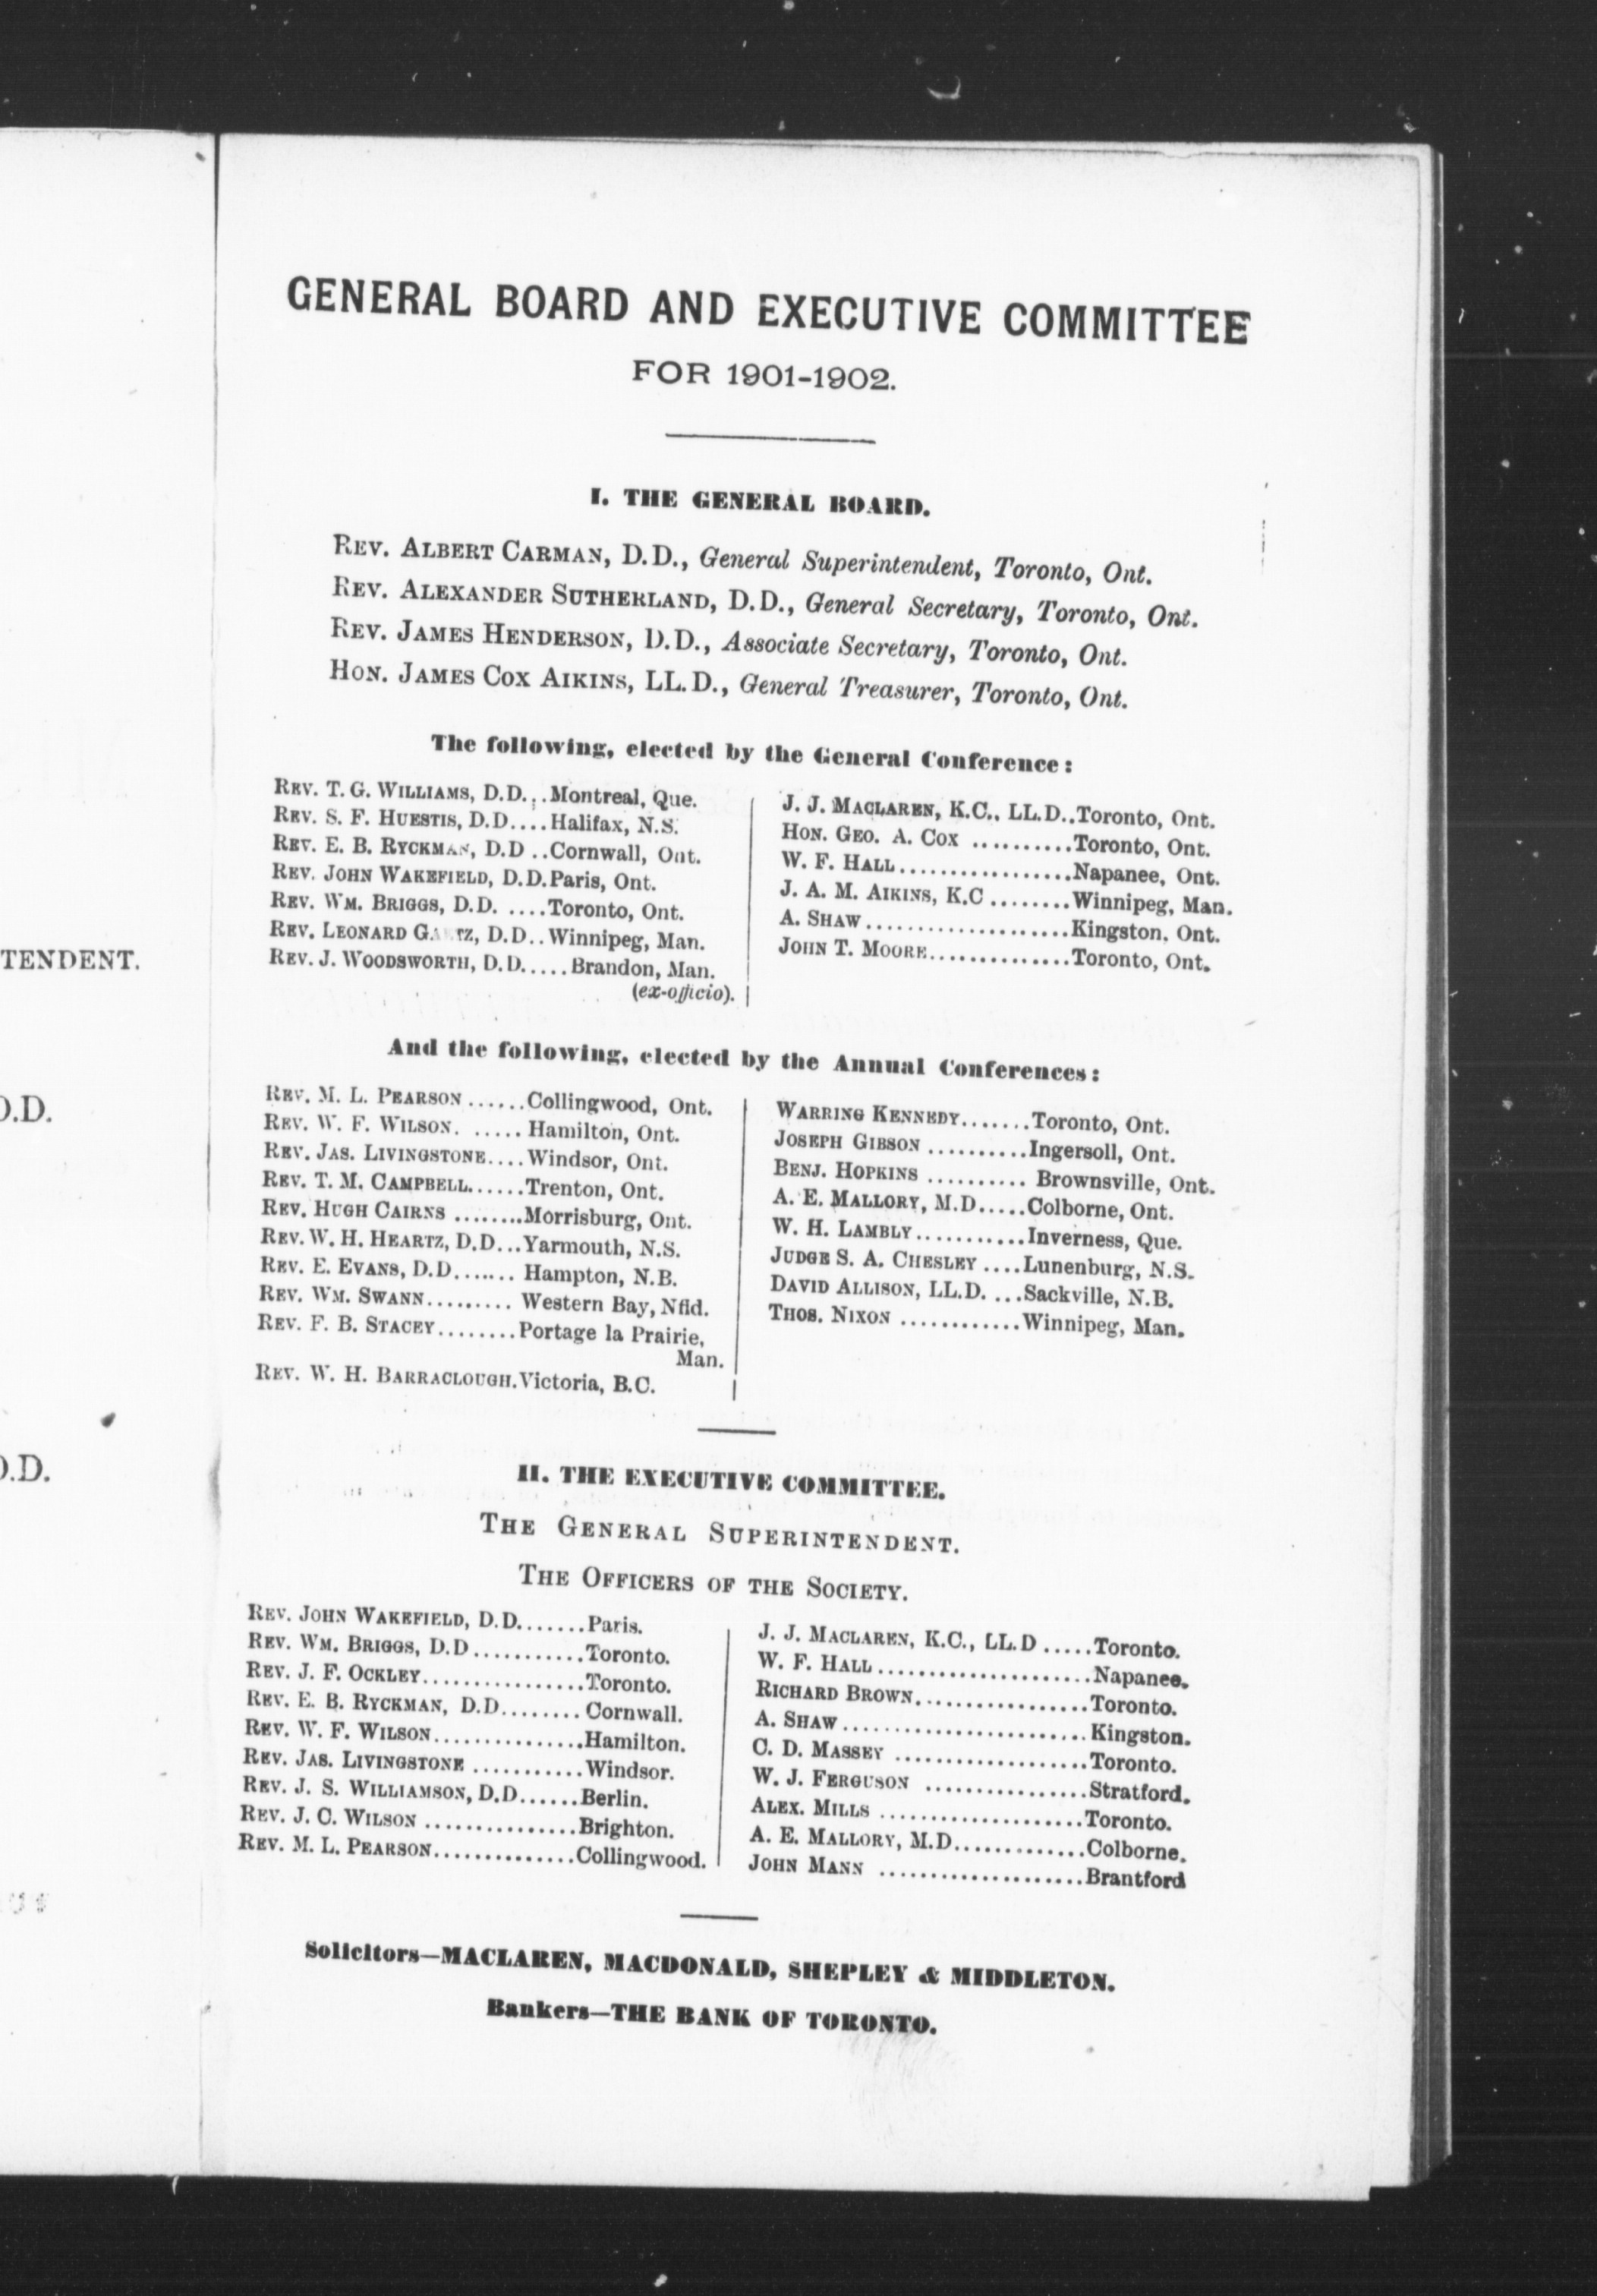 GENERAL BOARD AND EXECUTIVE COMMITTEE
FOR 1901-1902.
I. THE GENERAL BOARD.
REV. ALBERT CARMAN, D.D., General Superintendent, Toronto, Ont.
REV. ALEXANDER SUTHERLAND, D.D., General Secretary, Toronto, Ont.
REV. JAMES HENDERSON, D.D., Associate Secretary, Toronto, Ont.
HON. JAMES COX AIKINS, LL.D., General Treasurer, Toronto, Ont.
The following, elected by the General Conference:
REV. T. G. WILLIAMS, D.D...Montreal, Que.
REV. S. F. HUESTIS, D.D....Halifax, N.S.
REV. E. B. RYCKMAN, D.D ..Cornwall, Ont.
REV. JOHN WAKEFIELD, D.D.Paris, Ont.
REV. WM. BRIGGS, D.D. ....Toronto, Ont.
REV. LEONARD , D.D..Winnipeg, Man.
REV. J. WOODSWORTH, D.D.....Brandon, Man.
(ex-officio).
J. J. MACLAREN, K.C., LL.D..Toronto, Ont.
HON. GEO. A. COX ..........Toronto, Ont.
W. F. HALL.................Napanee, Ont.
J. A. M. AIKINS, K.C ........Winnipeg, Man.
A. SHAW....................Kingston, Ont.
JOHN T. MOORE..............Toronto, Ont.
And the following, elected by the Annual Conferences:
REV. M. L. PEARSON ......Collingwood, Ont.
REV. W. F. WILSON. ..... Hamilton, Ont.
REV. JAS. LIVINGSTONE....Windsor, Ont.
REV. T. M. CAMPBELL......Trenton, Ont.
REV. HUGH CAIRNS ........Morrisburg, Ont.
REV. W. H. HEARTZ, D.D...Yarmouth, N.S.
REV. E. EVANS, D.D....... Hampton, N.B.
REV. WM. SWANN......... Western Bay, Nfld.
REV. F. B. STACEY........Portage la Prairie,
Man.
REV. W. H. BARRACLOUGH.Victoria, B.C.
WARRING KENNEDY.......Toronto, Ont.
JOSEPH GIBSON ..........Ingersoll, Ont.
BENJ. HOPKINS .......... Brownsville, Ont.
A. E. MALLORY, M.D.....Colborne, Ont.
W. H. LAMBLY...........Inverness, Que.
JUDGE S. A. CHESLEY ....Lunenburg, N.S.
DAVID ALLISON, LL.D. ...Sackville, N.B.
THOS. NIXON ............Winnipeg, Man.
II. THE EXECUTIVE COMMITTEE.
THE GENERAL SUPERINTENDENT.
THE OFFICERS OF THE SOCIETY.
REV. JOHN WAKEFIELD, D.D.......Paris.
REV. WM. BRIGGS, D.D ...........Toronto.
REV. J. F. OCKLEY................Toronto.
REV. E. B. RYCKMAN, D.D........Cornwall.
REV. W. F. WILSON...............Hamilton.
REV. JAS. LIVINGSTONE ...........Windsor.
REV. J. S. WILLIAMSON, D.D......Berlin.
REV. J. C. WILSON ...............Brighton.
REV. M. L. PEARSON..............Collingwood.
J. J. MACLAREN, K.C., LL.D .....Toronto.
W. F. HALL.....................Napanee.
RICHARD BROWN.................Toronto.
A. SHAW........................Kingston.
C. D. MASSEY ...................Toronto.
W. J. FERGUSON ................Stratford.
ALEX. MILLS ....................Toronto.
A. E. MALLORY, M.D.............Colborne.
JOHN MANN ....................Brantford
Solicitors—MACLAREN, MACDONALD, SHEPLEY & MIDDLETON.
Bankers—THE BANK OF TORONTO.
TENDENT.
D.D.
D.D.